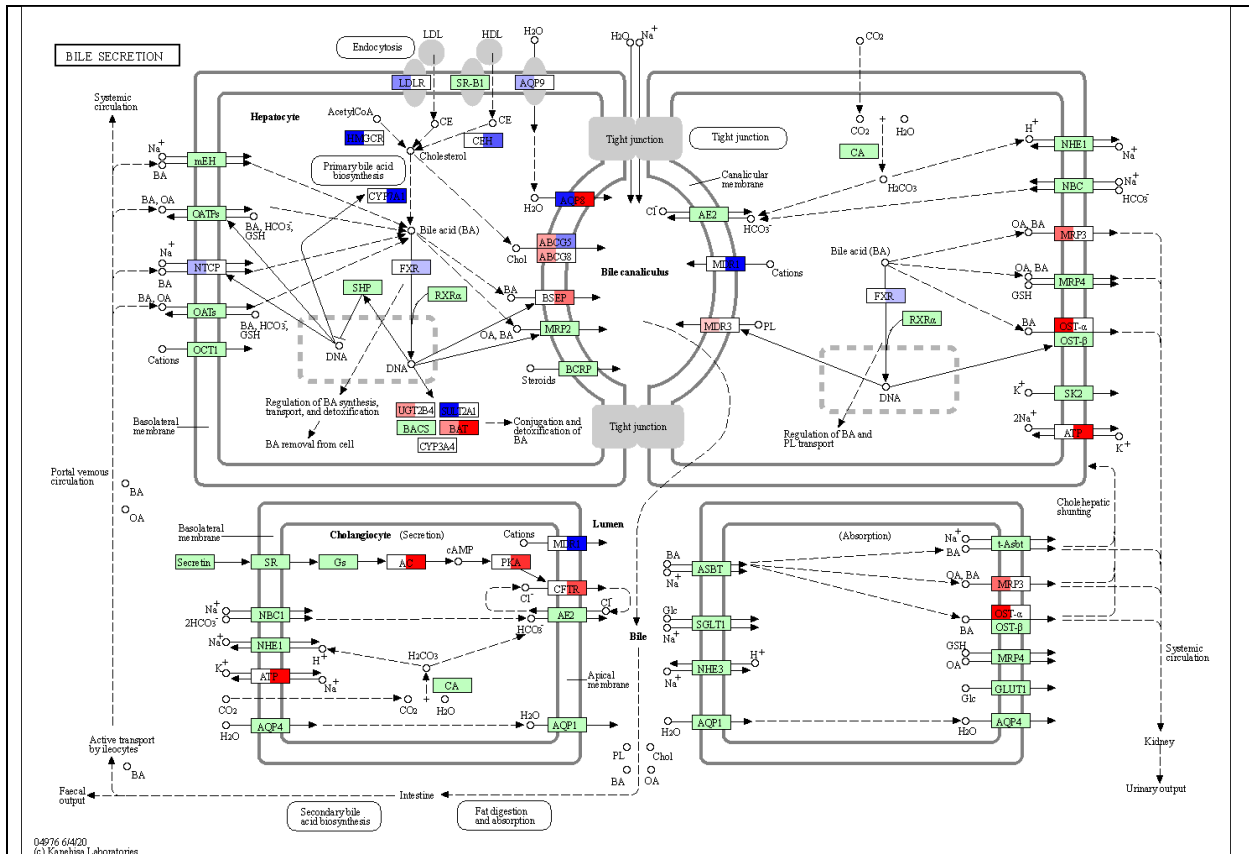 BILE SECRETION
Endocytosis
LDL
HDL
H2O
H2O
Na+
CO2
LDLR
SR-B1
AQP9
Systemic
circulation
Hepatocyte
AcetylCoA
CE
CE
HMGCR
CEH
Cholesterol
Tight junction
Tight junction
CO2
+
H2O
CA
H+
NHE1
Na+
Na+
BA
mEH
Primary bile acid
biosynthesis
CYP7A1
Canalicular
membrane
H2CO3
NBC
Na+
HCO3-
BA, OA
OATPs
BA, HCO3-,
GSH
H2O
AQP8
Cl-
AE2
HCO3-
Bile acid (BA)
Chol
ABCG5
ABCG8
Bile canaliculus
Bile acid (BA)
OA, BA
MRP3
Na+
BA
NTCP
FXR
MDR1
Cations
OA, BA
GSH
MRP4
SHP
RXRα
BA
BSEP
FXR
BA, OA
OATs
BA, HCO3-,
GSH
OA, BA
MRP2
MDR3
PL
RXRα
BA
OST-α
OST-β
Cations
OCT1
DNA
DNA
Steroids
BCRP
DNA
K+
SK2
Regulation of BA synthesis,
transport, and detoxification
UGT2B4
SULT2A1
BACS
BAT
CYP3A4
Conjugation and
detoxification of
BA
Tight junction
Regulation of BA and
PL transport
2Na+
ATP
K+
Basolateral
membrane
BA removal from cell
Portal venous
circulation
BA
OA
Cholehepatic
shunting
Basolateral
membrane
Cholangiocyte (Secretion)
Lumen
Cations
MDR1
(Absorption)
Na+
BA
t-Asbt
Secretin
SR
Gs
AC
cAMP
PKA
BA
Na+
ASBT
OA, BA
MRP3
Cl-
CFTR
Na+
2HCO3-
NBC1
HCO3-
AE2
Cl-
Glc
Na+
SGLT1
BA
OST-α
OST-β
Na+
NHE1
H+
H2CO3
Bile
GSH
OA
MRP4
Systemic
circulation
K+
ATP
Na+
CA
Apical
membrane
NHE3
H+
Na+
Glc
GLUT1
CO2
CO2
+
H2O
H2O
AQP4
H2O
AQP1
H2O
AQP1
H2O
AQP4
Active transport
by ileocytes
BA
PL
Chol
BA
OA
Kidney
Faecal
output
Intestine
Urinary output
Secondary bile
acid biosynthesis
Fat digestion
and absorption
04976 6/4/20
(c) Kanehisa Laboratories